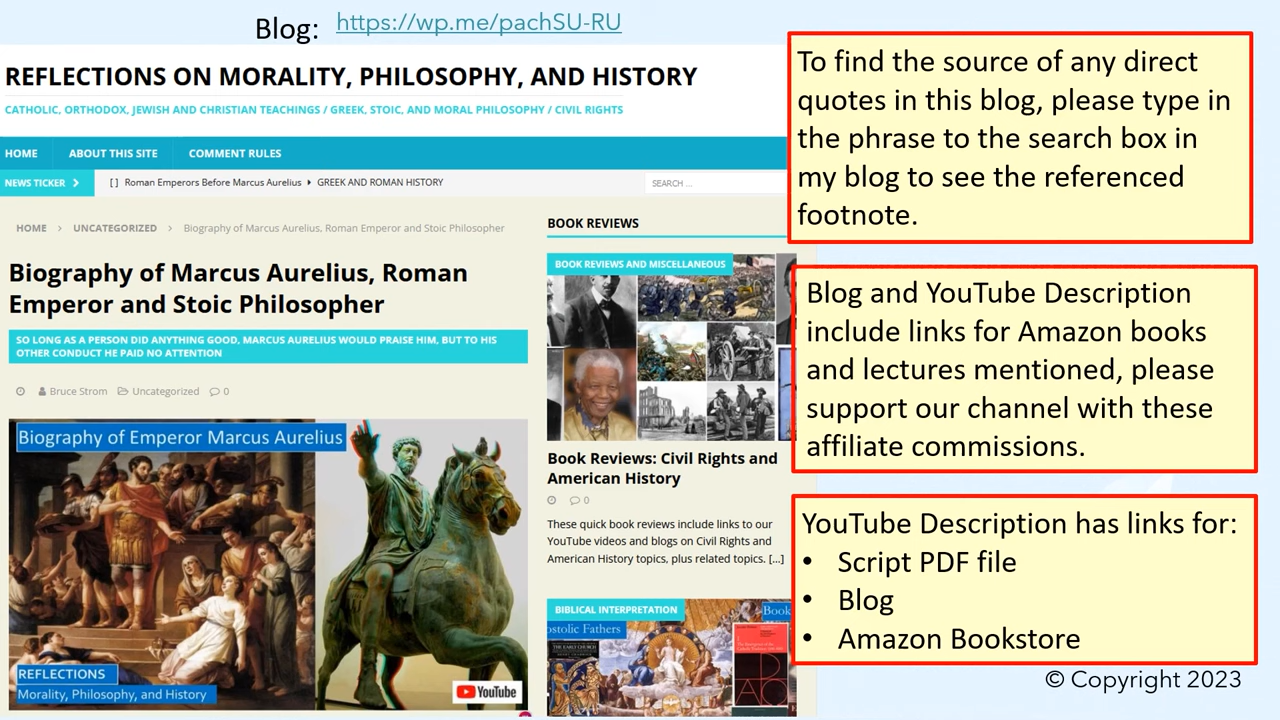 Blog: https://wp.me/pachSU-RU
REFLECTIONS ON MORALITY, PHILOSOPHY, AND HISTORY
CATHOLIC, ORTHODOX, JEWISH AND CHRISTIAN TEACHINGS / GREEK, STOIC, AND MORAL PHILOSOPHY / CIVIL RIGHTS
HOME ABOUT THIS SITE COMMENT RULES
NEWS TICKER [ ] Roman Emperors Before Marcus Aurelius GREEK AND ROMAN HISTORY
SEARCH ...
HOME > UNCATEGORIZED > Biography of Marcus Aurelius, Roman Emperor and Stoic Philosopher
Biography of Marcus Aurelius, Roman
Emperor and Stoic Philosopher
SO LONG AS A PERSON DID ANYTHING GOOD, MARCUS AURELIUS WOULD PRAISE HIM, BUT TO HIS
OTHER CONDUCT HE PAID NO ATTENTION
Bruce Strom Uncategorized 0
Biography of Emperor Marcus Aurelius
REFLECTIONS
Morality, Philosophy, and History
YouTube
BOOK REVIEWS
BOOK REVIEWS AND MISCELLANEOUS
Book Reviews: Civil Rights and
American History
0
These quick book reviews include links to our
YouTube videos and blogs on Civil Rights and
American History topics, plus related topics. [...]
BIBLICAL INTERPRETATION
Book
ostolic Fathers
To find the source of any direct
quotes in this blog, please type in
the phrase to the search box in
my blog to see the referenced
footnote.
Blog and YouTube Description
include links for Amazon books
and lectures mentioned, please
support our channel with these
affiliate commissions.
YouTube Description has links for:
• Script PDF file
• Blog
• Amazon Bookstore
© Copyright 2023